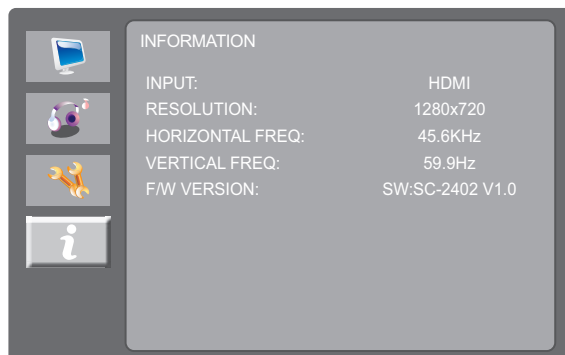 INFORMATION
INPUT: HDMI
RESOLUTION: 1280x720
HORIZONTAL FREQ: 45.6KHz
VERTICAL FREQ: 59.9Hz
F/W VERSION: SW:SC-2402 V1.0